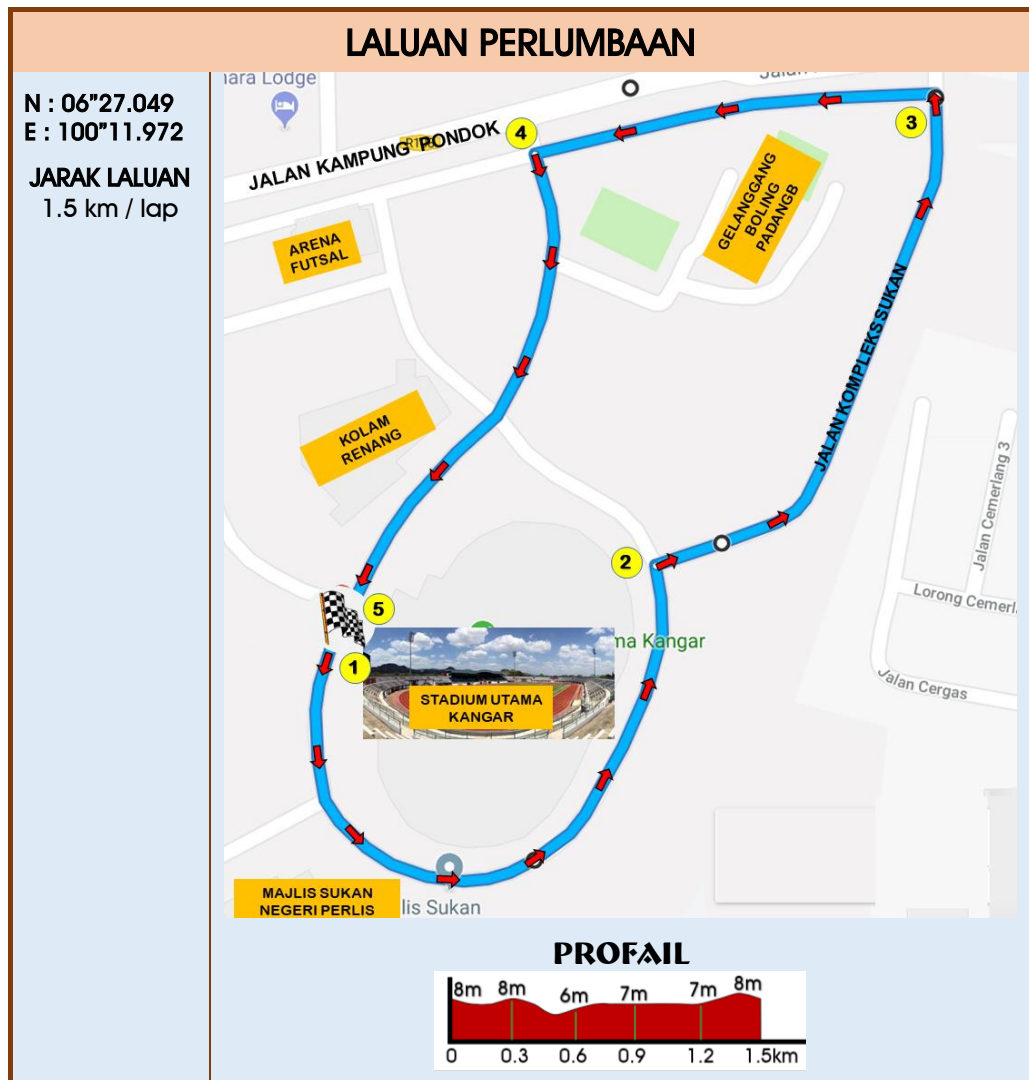 LALUAN PERLUMBAAN
N : 06"27.049
E : 100"11.972
JARAK LALUAN
1.5 km / lap
Lodge
JALAN KAMPUNG PONDOK
4
3
ARENA
FUTSAL
GELANGGANG
BOLING
PADANGB
JALAN KOMPLEKS SUKAN
KOLAM
RENANG
Jalan Cemerlang 3
2
5
1
Lorong
Kangar
Jalan Cergas
STADIUM UTAMA
KANGAR
MAJLIS SUKAN
NEGERI PERLIS
lis Sukan
PROFAIL
8m 8m 6m 7m 7m 8m
0 0.3 0.6 0.9 1.2 1.5km